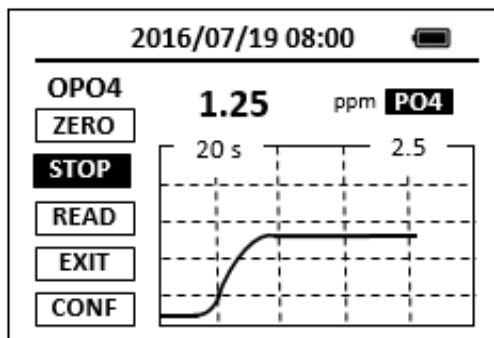 2016/07/19 08:00
OPO4
1.25 ppm PO4
ZERO
20 s 2.5
STOP
READ
EXIT
CONF